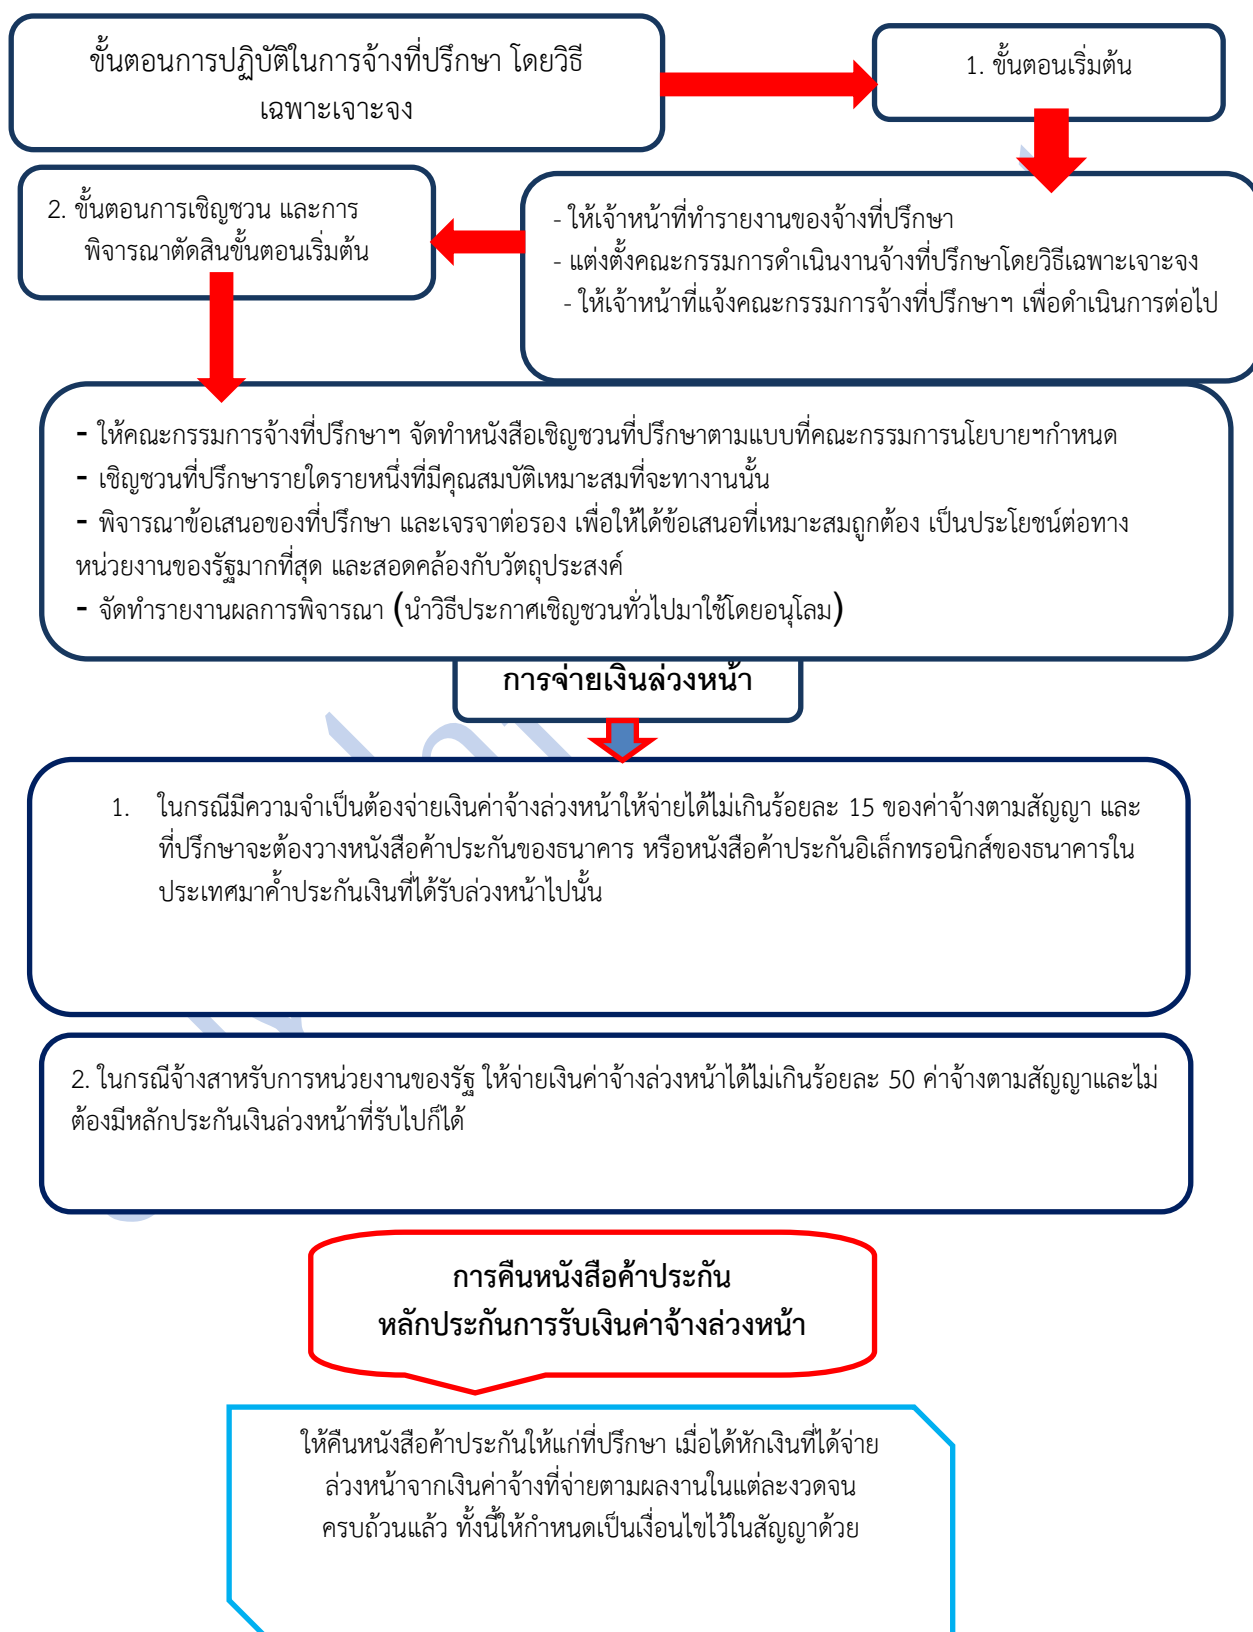 ขั้นตอนการปฏิบัติในการจ้างที่ปรึกษา โดยวิธี
เฉพาะเจาะจง
1. ขั้นตอนเริ่มต้น
- ให้เจ้าหน้าที่ทำรายงานของจ้างที่ปรึกษา
- แต่งตั้งคณะกรรมการดำเนินงานจ้างที่ปรึกษาโดยวิธีเฉพาะเจาะจง
- ให้เจ้าหน้าที่แจ้งคณะกรรมการจ้างที่ปรึกษาฯ เพื่อดำเนินการต่อไป
2. ขั้นตอนการเชิญชวน และการ
พิจารณาตัดสินขั้นตอนเริ่มต้น
- ให้คณะกรรมการจ้างที่ปรึกษาฯ จัดทำหนังสือเชิญชวนที่ปรึกษาตามแบบที่คณะกรรมการนโยบายฯกำหนด
- เชิญชวนที่ปรึกษารายใดรายหนึ่งที่มีคุณสมบัติเหมาะสมที่จะทางานนั้น
- พิจารณาข้อเสนอของที่ปรึกษา และเจรจาต่อรอง เพื่อให้ได้ข้อเสนอที่เหมาะสมถูกต้อง เป็นประโยชน์ต่อทาง
หน่วยงานของรัฐมากที่สุด และสอดคล้องกับวัตถุประสงค์
- จัดทำรายงานผลการพิจารณา (นำวิธีประกาศเชิญชวนทั่วไปมาใช้โดยอนุโลม)
การจ่ายเงินล่วงหน้า
1. ในกรณีมีความจำเป็นต้องจ่ายเงินค่าจ้างล่วงหน้าให้จ่ายได้ไม่เกินร้อยละ 15 ของค่าจ้างตามสัญญา และ
ที่ปรึกษาจะต้องวางหนังสือค้าประกันของธนาคาร หรือหนังสือค้าประกันอิเล็กทรอนิกส์ของธนาคารใน
ประเทศมาค้ำประกันเงินที่ได้รับล่วงหน้าไปนั้น
2. ในกรณีจ้างสาหรับการหน่วยงานของรัฐ ให้จ่ายเงินค่าจ้างล่วงหน้าได้ไม่เกินร้อยละ 50 ค่าจ้างตามสัญญาและไม่
ต้องมีหลักประกันเงินล่วงหน้าที่รับไปก็ได้
การคืนหนังสือค้าประกัน
หลักประกันการรับเงินค่าจ้างล่วงหน้า
ให้คืนหนังสือค้าประกันให้แก่ที่ปรึกษา เมื่อได้หักเงินที่ได้จ่าย
ล่วงหน้าจากเงินค่าจ้างที่จ่ายตามผลงานในแต่ละงวดจน
ครบถ้วนแล้ว ทั้งนี้ให้กำหนดเป็นเงื่อนไขไว้ในสัญญาด้วย